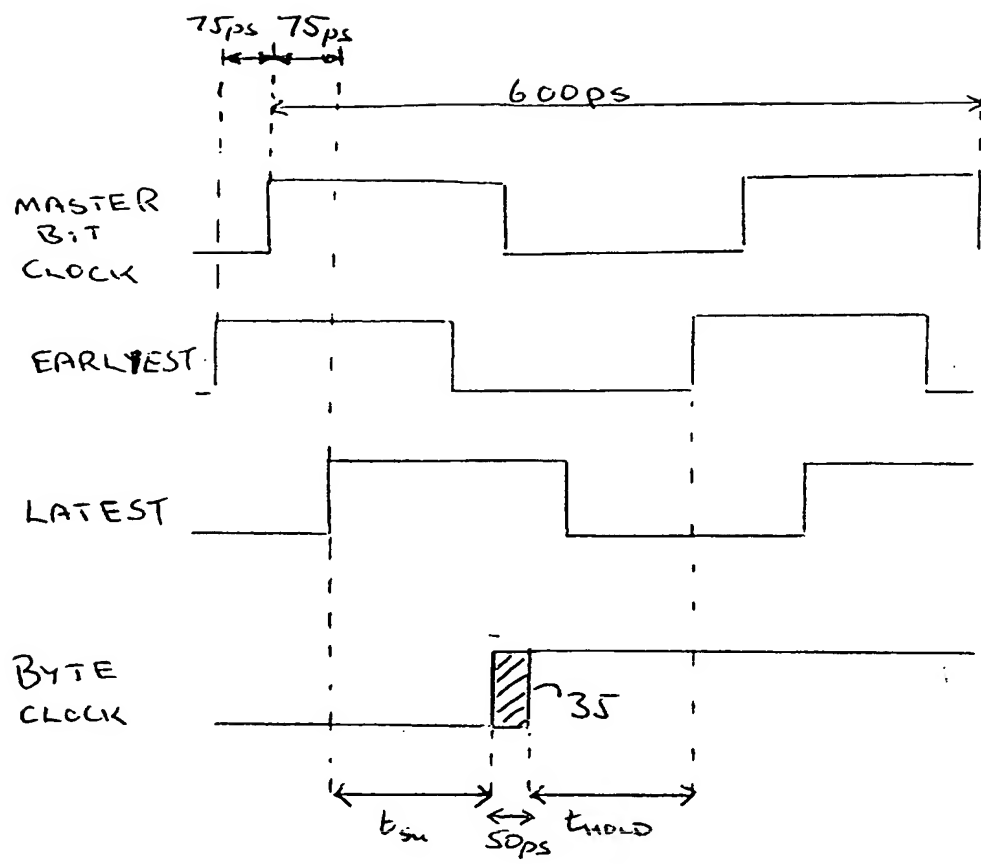 75ps 75ps
600ps
MASTER
BIT
CLOCK
EARLYEST
LATEST
BYTE
CLOCK
35
tsu 50ps tHOLD